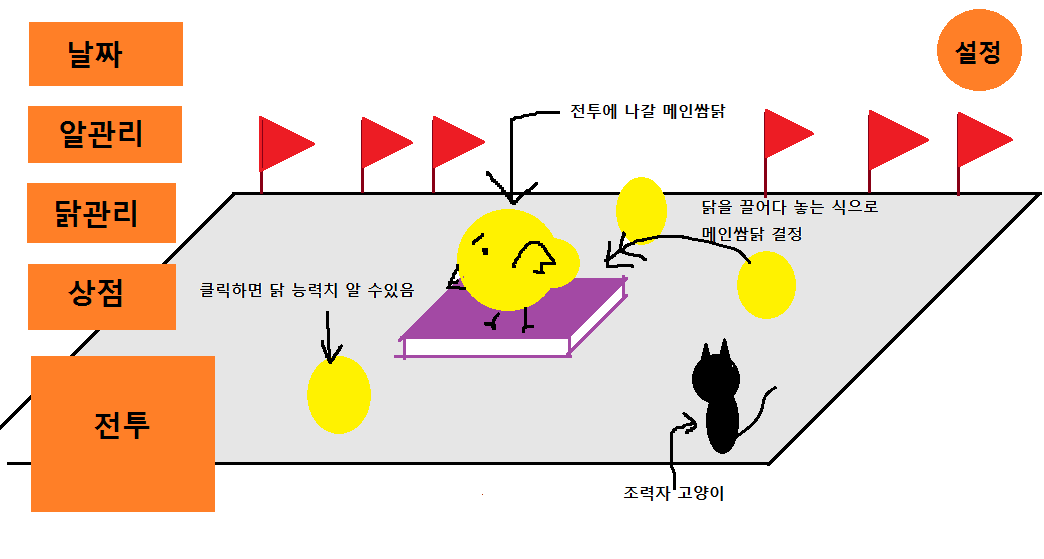 날짜
설정
알관리
전투에 나갈 메인쌈닭
닭관리
닭을 끌어다 놓는 식으로
메인쌈닭 결정
상점
클릭하면 닭 능력치 알 수있음
전투
조력자 고양이